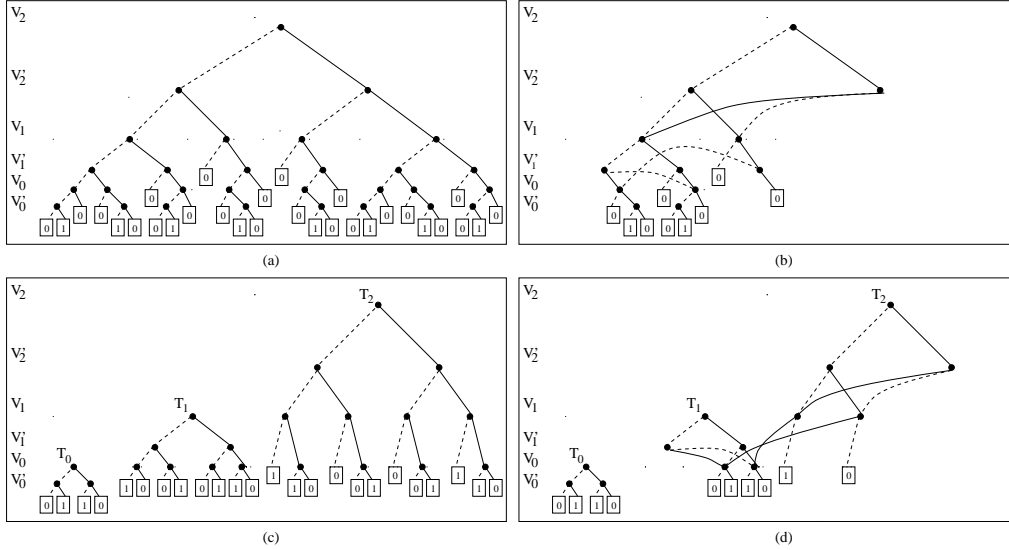 V₂
V₂'
V₁
V₁'
V₀
V₀'
0 0
0 0 0 0
0 0 0 0 0 0
0 1 1 0 0 1 1 0 1 0 0 1 1 0 0 1
(a)
V₂
V₂'
V₁
V₁'
V₀
V₀'
0
0 0
0 0
1 0 0 1
(b)
V₂ T₂
V₂'
V₁ T₁
V₁'
V₀ T₀
V₀'
1 0 0 1
1 0 0 1 0 1 1 0 1 0 0 1 0 1 1 0
0 1 1 0
(c)
V₂ T₂
V₂'
V₁ T₁
V₁'
V₀ T₀
V₀'
1 0
0 1 1 0
0 1 1 0
(d)